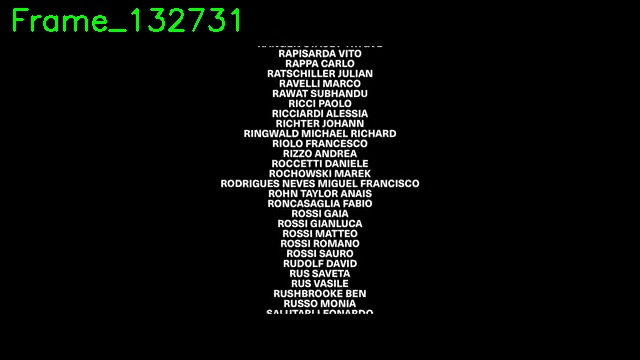 Frame_132731
RAPISARDA VITO
RAPPA CARLO
RATSCHILLER JULIAN
RAVELLI MARCO
RAWAT SUBHANDU
RICCI PAOLO
RICCIARDI ALESSIA
RICHTER JOHANN
RINGWALD MICHAEL RICHARD
RIOLO FRANCESCO
RIZZO ANDREA
ROCCETTI DANIELE
ROCHOWSKI MAREK
RODRIGUES NEVES MIGUEL FRANCISCO
ROHN TAYLOR ANAIS
RONCASAGLIA FABIO
ROSSI GAIA
ROSSI GIANLUCA
ROSSI MATTEO
ROSSI ROMANO
ROSSI SAURO
RUDOLF DAVID
RUS SAVETA
RUS VASILE
RUSHBROOKE BEN
RUSSO MONIA
SALUTARI LEONARDO